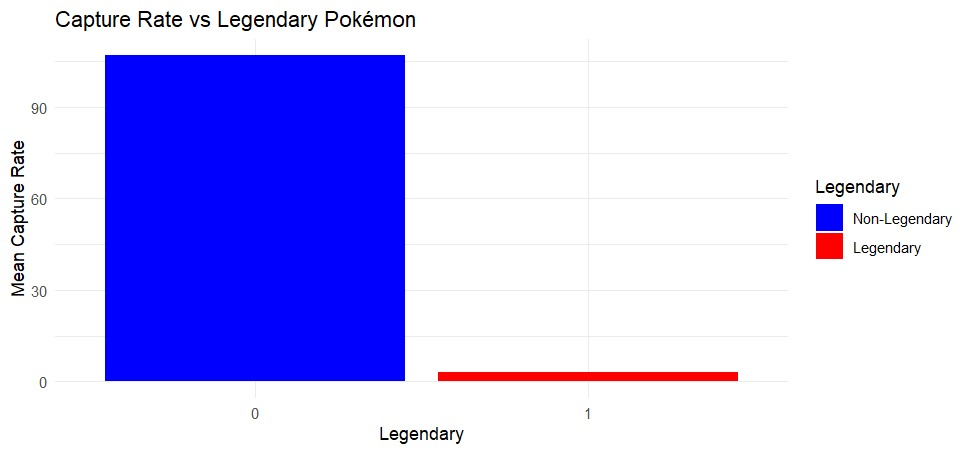 Capture Rate vs Legendary Pokémon
Mean Capture Rate
90
60
30
0
0
1
Legendary
Legendary
Non-Legendary
Legendary